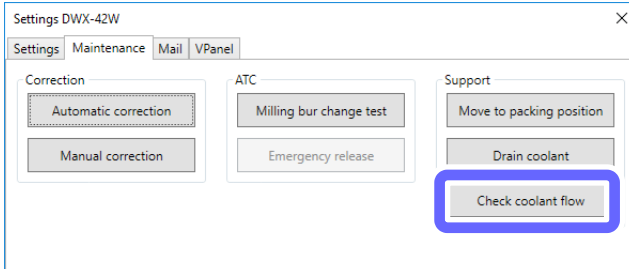 Settings DWX-42W
Settings Maintenance Mail VPanel
Correction ATC Support
Automatic correction Milling bur change test Move to packing position
Manual correction Emergency release Drain coolant
Check coolant flow